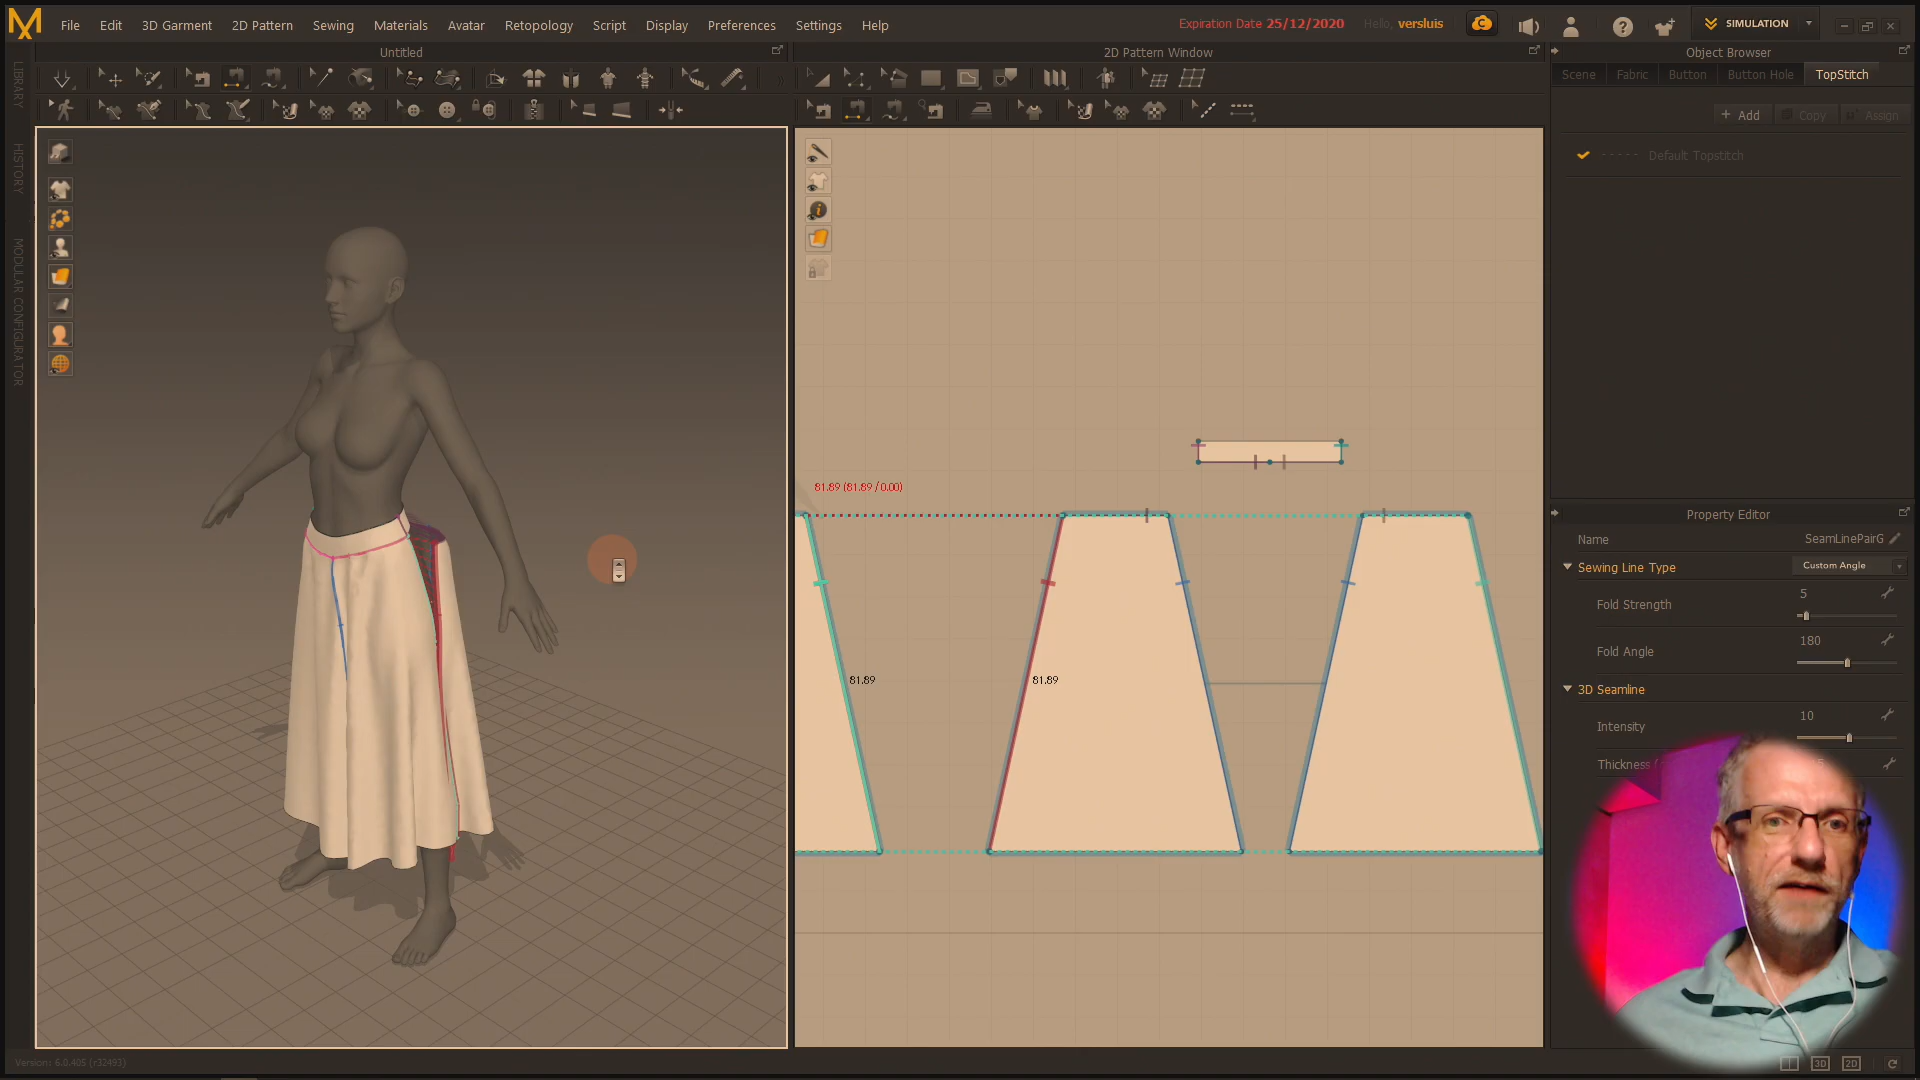 File Edit 3D Garment 2D Pattern Sewing Materials Avatar Retopology Script Display Preferences Settings Help
Expiration Date 25/12/2020 Hello, versluis
SIMULATION
Untitled
2D Pattern Window
Object Browser
Scene Fabric Button Button Hole TopStitch
+ Add Copy Assign
Default Topstitch
LIBRARY
HISTORY
MODULAR CONFIGURATOR
81.89 (81.89 / 0.00)
81.89
81.89
Property Editor
Name SeamLinePairG
Sewing Line Type Custom Angle
Fold Strength 5
Fold Angle 180
3D Seamline
Intensity 10
Thickness
Version: 6.0.405 (r32493)
3D 2D